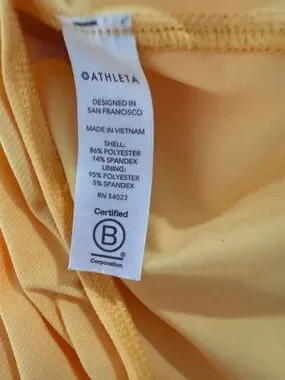 ATHLETA
DESIGNED IN
SAN FRANCISCO
MADE IN VIETNAM
SHELL:
86% POLYESTER
14% SPANDEX
LINING:
95% POLYESTER
5% SPANDEX
RN 54023
Certified
B
Corporation